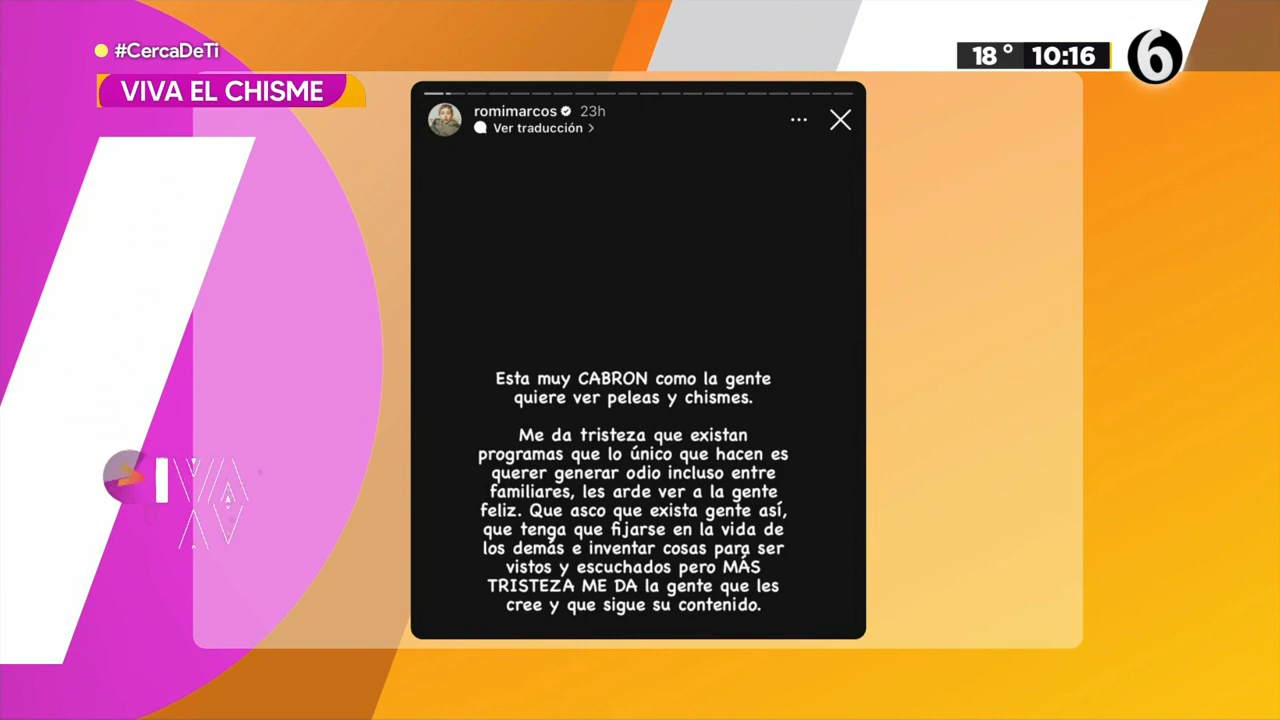 #CercaDeTi
VIVA EL CHISME
18° 10:16
6
romimarcos 23h
Ver traducción >
Esta muy CABRON como la gente
quiere ver peleas y chismes.
Me da tristeza que existan
programas que lo único que hacen es
querer generar odio incluso entre
familiares, les arde ver a la gente
feliz. Que asco que exista gente así,
que tenga que fijarse en la vida de
los demás e inventar cosas para ser
vistos y escuchados pero MÁS
TRISTEZA ME DA la gente que les
cree y que sigue su contenido.